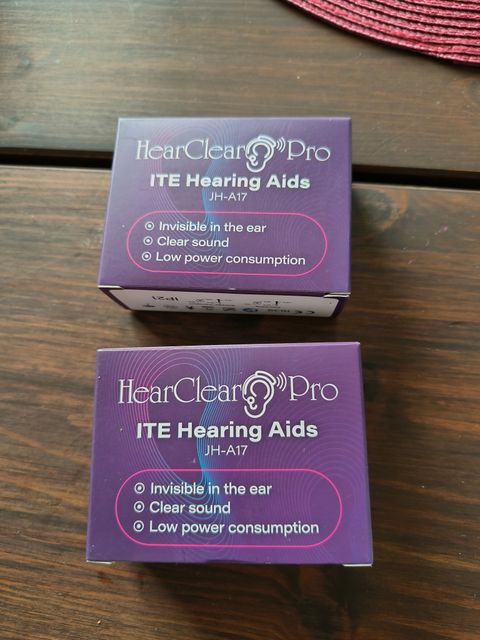 HearClear Pro
ITE Hearing Aids
JH-A17
Invisible in the ear
Clear sound
Low power consumption
IP21
HearClear Pro
ITE Hearing Aids
JH-A17
Invisible in the ear
Clear sound
Low power consumption